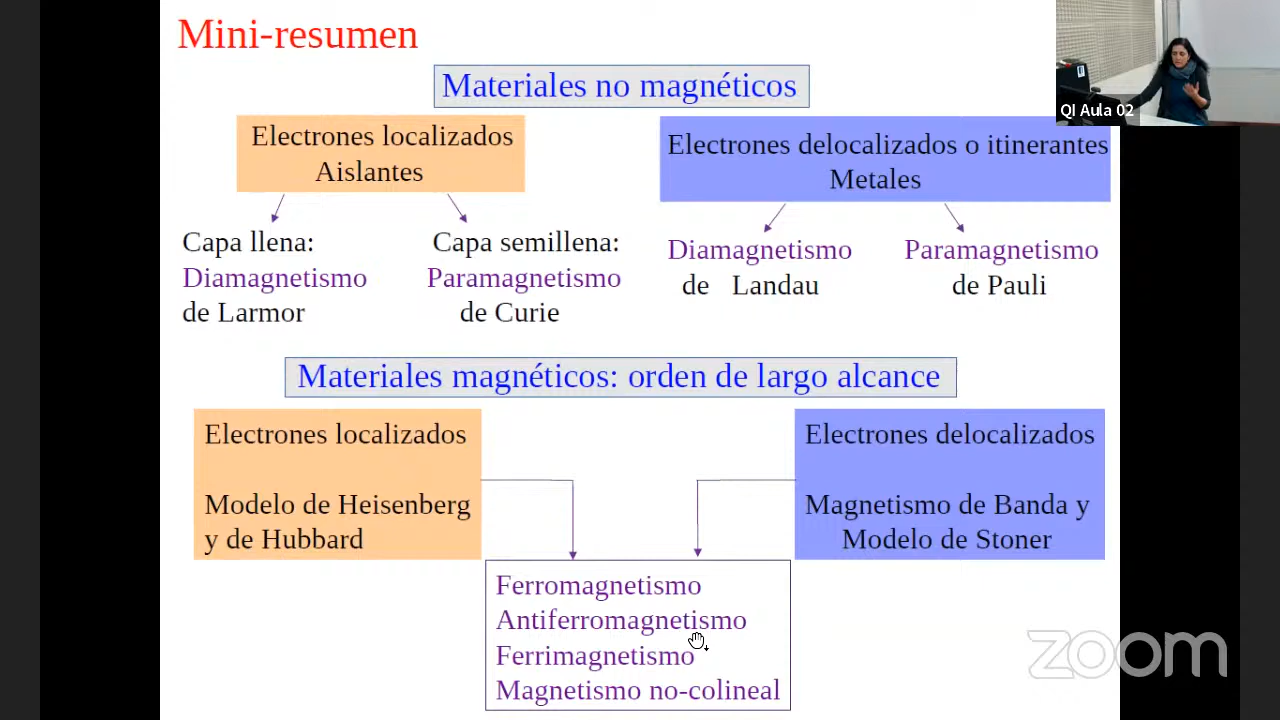 Mini-resumen
Materiales no magnéticos
QI Aula 02
Electrones localizados
Aislantes
Electrones delocalizados o itinerantes
Metales
Capa llena:
Diamagnetismo
de Larmor
Capa semillena:
Paramagnetismo
de Curie
Diamagnetismo
de Landau
Paramagnetismo
de Pauli
Materiales magnéticos: orden de largo alcance
Electrones localizados
Modelo de Heisenberg
y de Hubbard
Electrones delocalizados
Magnetismo de Banda y
Modelo de Stoner
Ferromagnetismo
Antiferromagnetismo
Ferrimagnetismo
Magnetismo no-colineal
zoom